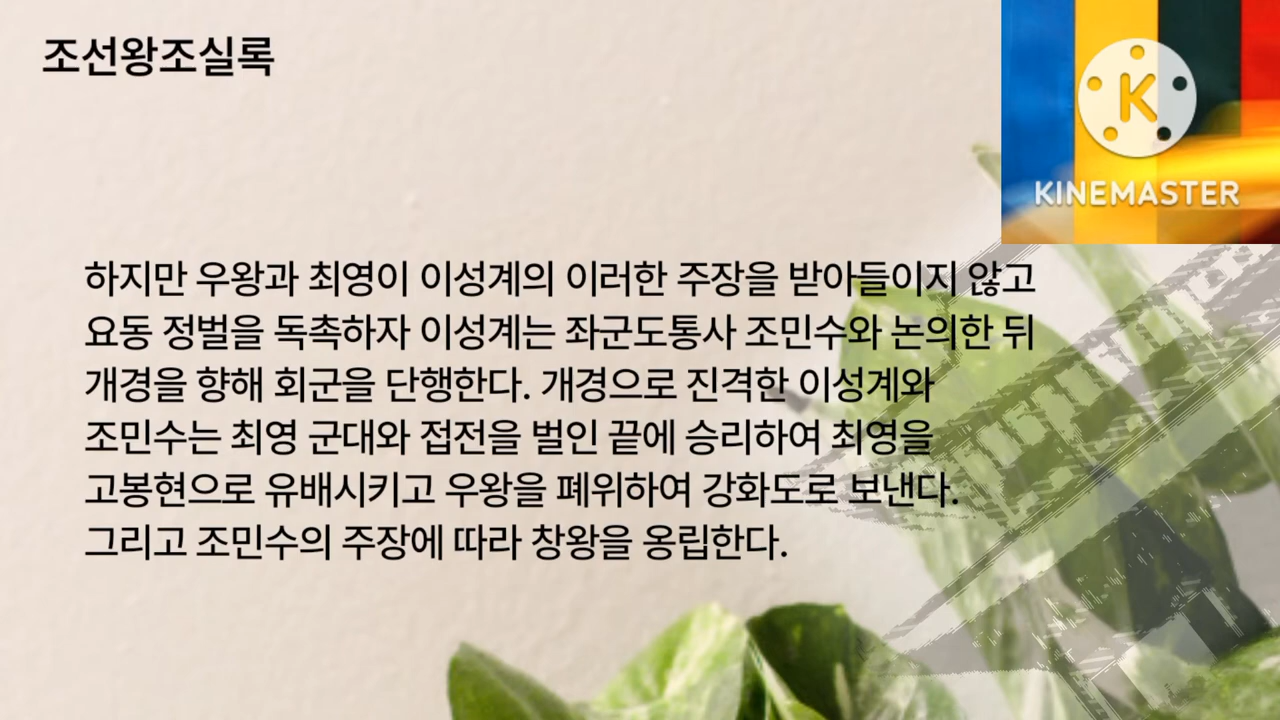 조선왕조실록
K
KINEMASTER
하지만 우왕과 최영이 이성계의 이러한 주장을 받아들이지 않고
요동 정벌을 독촉하자 이성계는 좌군도통사 조민수와 논의한 뒤
개경을 향해 회군을 단행한다. 개경으로 진격한 이성계와
조민수는 최영 군대와 접전을 벌인 끝에 승리하여 최영을
고봉현으로 유배시키고 우왕을 폐위하여 강화도로 보낸다.
그리고 조민수의 주장에 따라 창왕을 옹립한다.